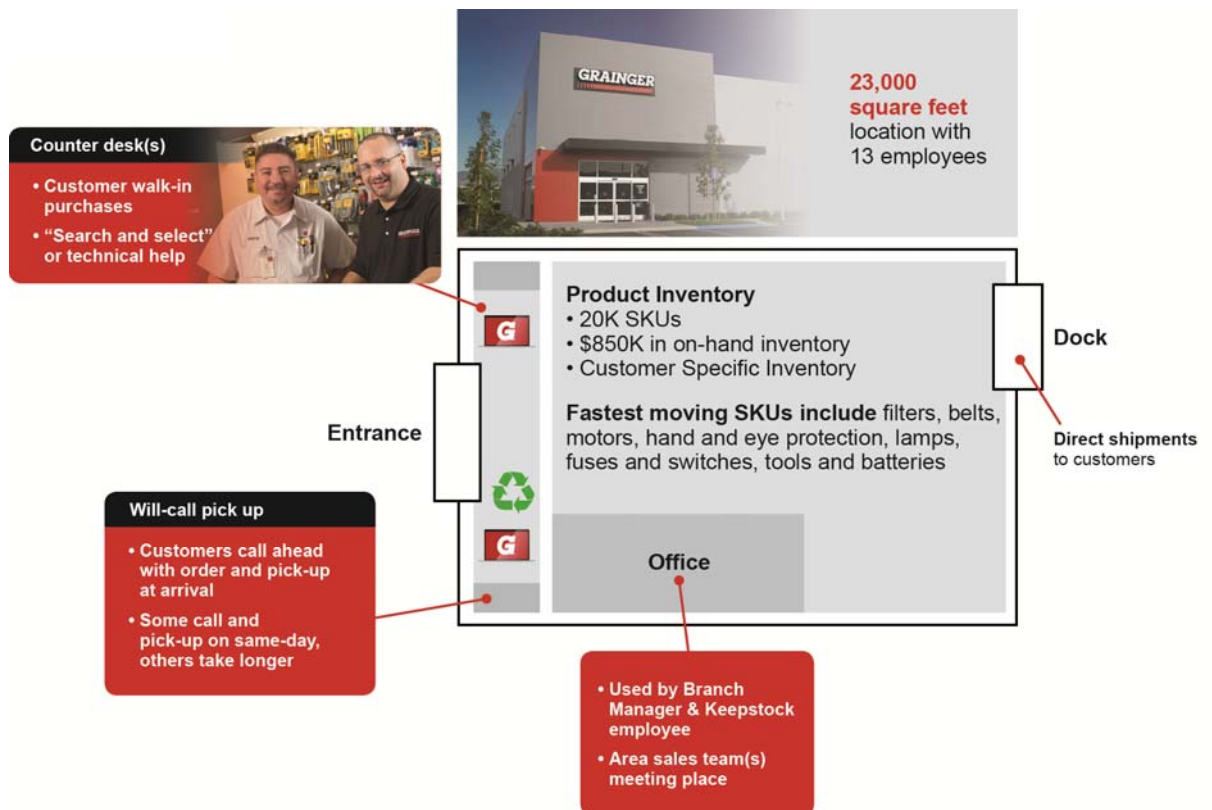 GRAINGER
23,000
square feet
location with
13 employees
Counter desk(s)
• Customer walk-in
purchases
• “Search and select”
or technical help
Product Inventory
• 20K SKUs
• $850K in on-hand inventory
• Customer Specific Inventory
Fastest moving SKUs include filters, belts,
motors, hand and eye protection, lamps,
fuses and switches, tools and batteries
G
Entrance
Dock
Direct shipments
to customers
Will-call pick up
• Customers call ahead
with order and pick-up
at arrival
• Some call and
pick-up on same-day,
others take longer
G
Office
• Used by Branch
Manager & Keepstock
employee
• Area sales team(s)
meeting place